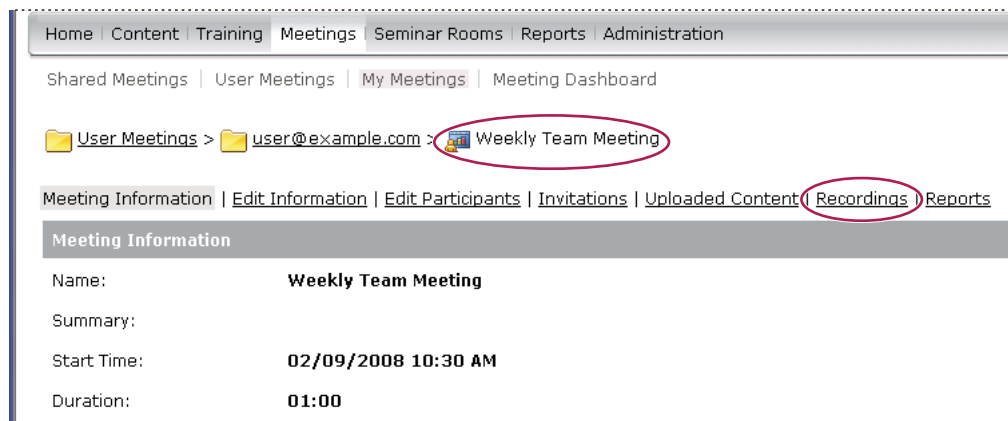 Home | Content | Training | Meetings | Seminar Rooms | Reports | Administration
Shared Meetings | User Meetings | My Meetings | Meeting Dashboard
User Meetings > user@example.com > Weekly Team Meeting
Meeting Information | Edit Information | Edit Participants | Invitations | Uploaded Content | Recordings | Reports
Meeting Information
Name: Weekly Team Meeting
Summary:
Start Time: 02/09/2008 10:30 AM
Duration: 01:00